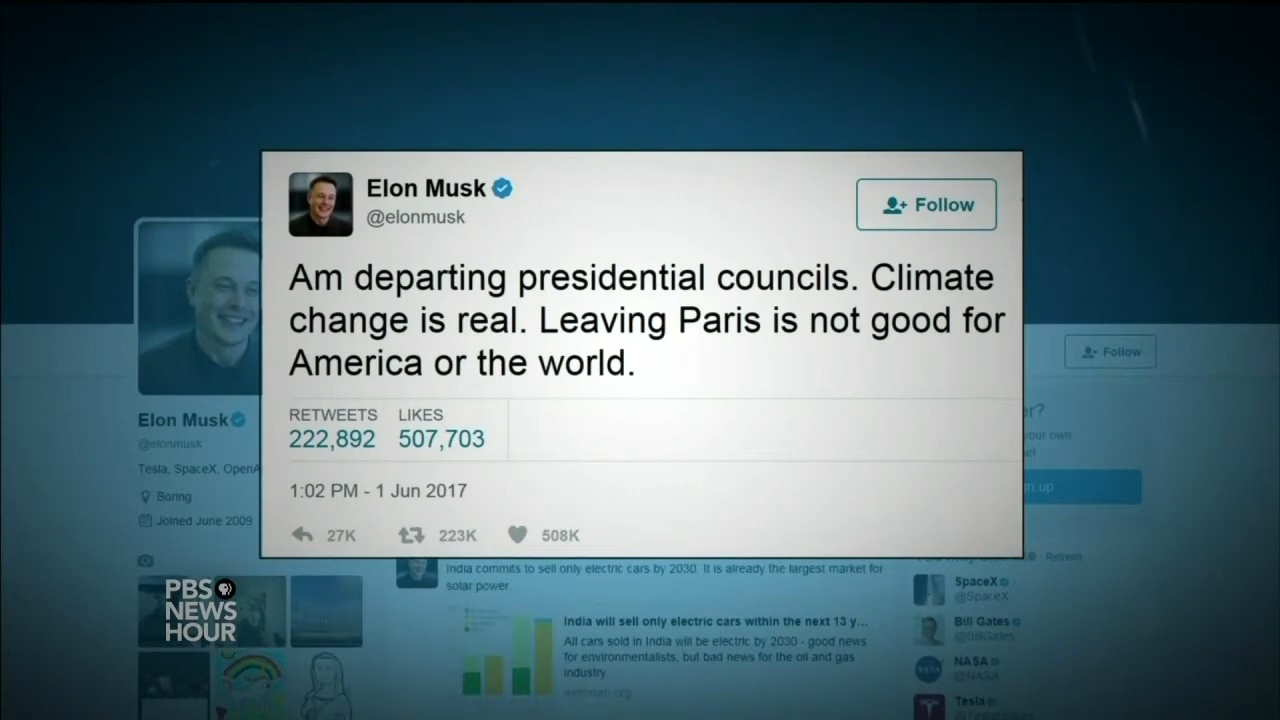 Elon Musk
@elonmusk
Follow
Am departing presidential councils. Climate
change is real. Leaving Paris is not good for
America or the world.
RETWEETS LIKES
222,892 507,703
1:02 PM - 1 Jun 2017
27K 223K 508K
Follow
Elon Musk
@elonmusk
Tesla, SpaceX, OpenA
Boring
Joined June 2009
er?
your own
n up
Refresh
India commits to sell only electric cars by 2030. It is already the largest market for
solar power.
India will sell only electric cars within the next 13 y...
All cars sold in India will be electric by 2030 - good news
for environmentalists, but bad news for the oil and gas
industry
SpaceX
@SpaceX
Bill Gates
@BillGates
NASA
@NASA
Tesla
PBS
NEWS
HOUR